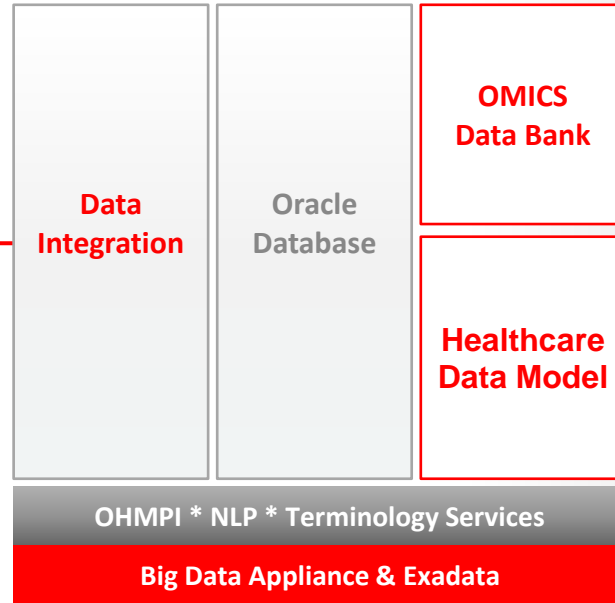 Data
Integration
Oracle
Database
OMICS
Data Bank
Healthcare
Data Model
OHMPI * NLP * Terminology Services
Big Data Appliance & Exadata